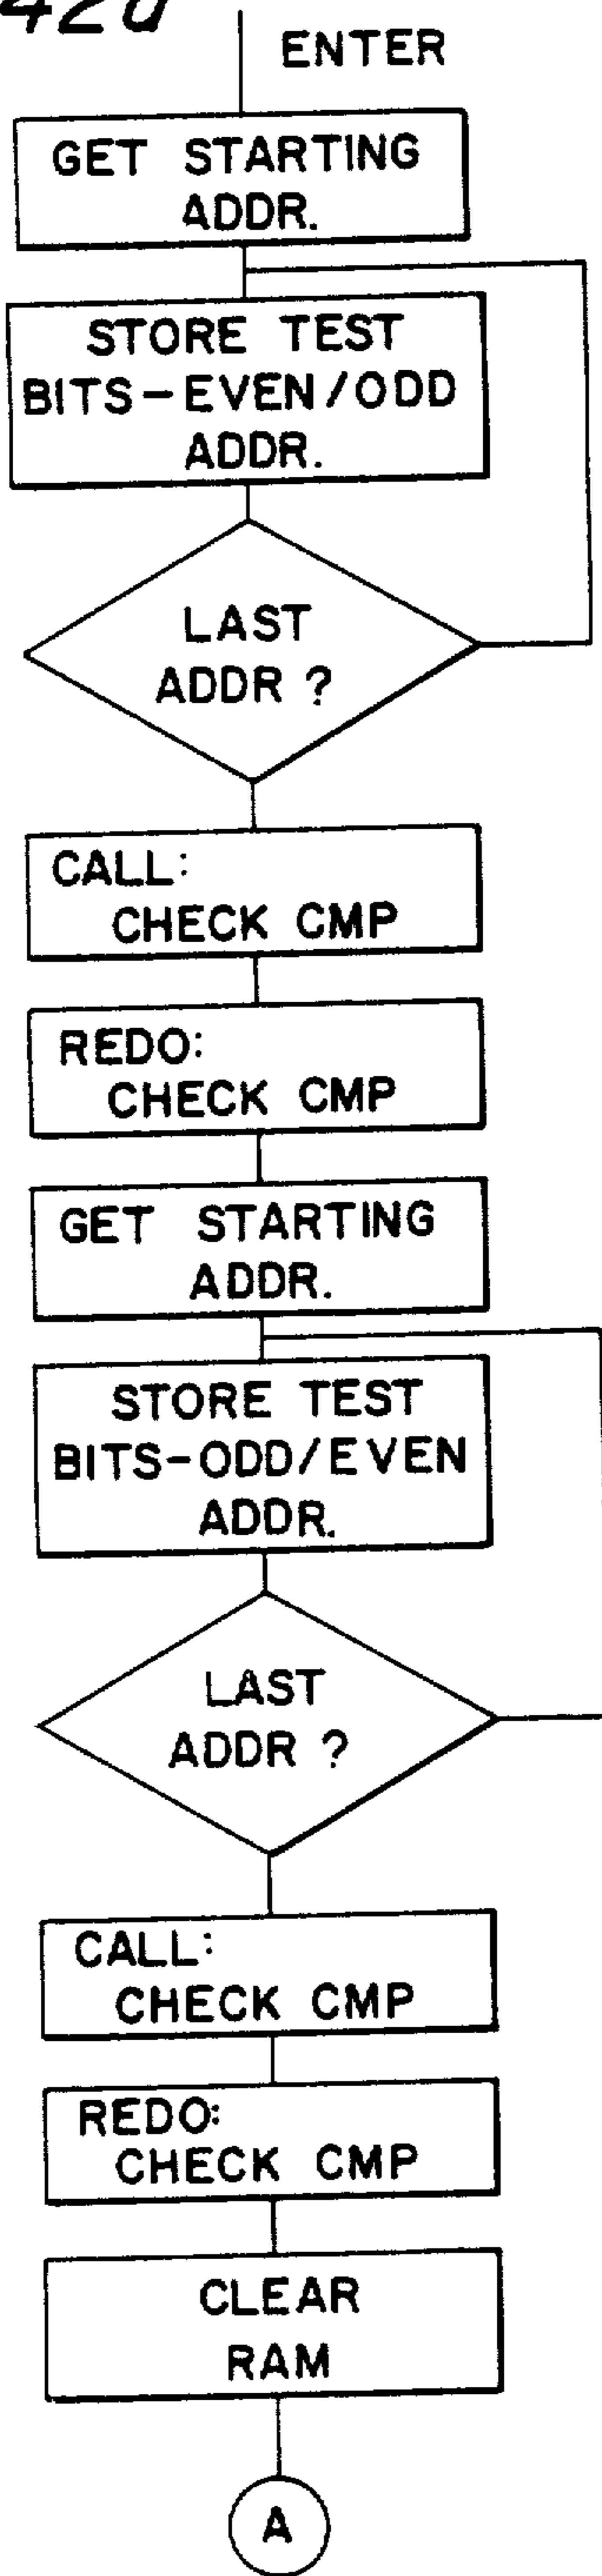 42a
ENTER
GET STARTING
ADDR.
STORE TEST
BITS-EVEN/ODD
ADDR.
LAST
ADDR ?
CALL:
CHECK CMP
REDO:
CHECK CMP
GET STARTING
ADDR.
STORE TEST
BITS-ODD/EVEN
ADDR.
LAST
ADDR ?
CALL:
CHECK CMP
REDO:
CHECK CMP
CLEAR
RAM
A